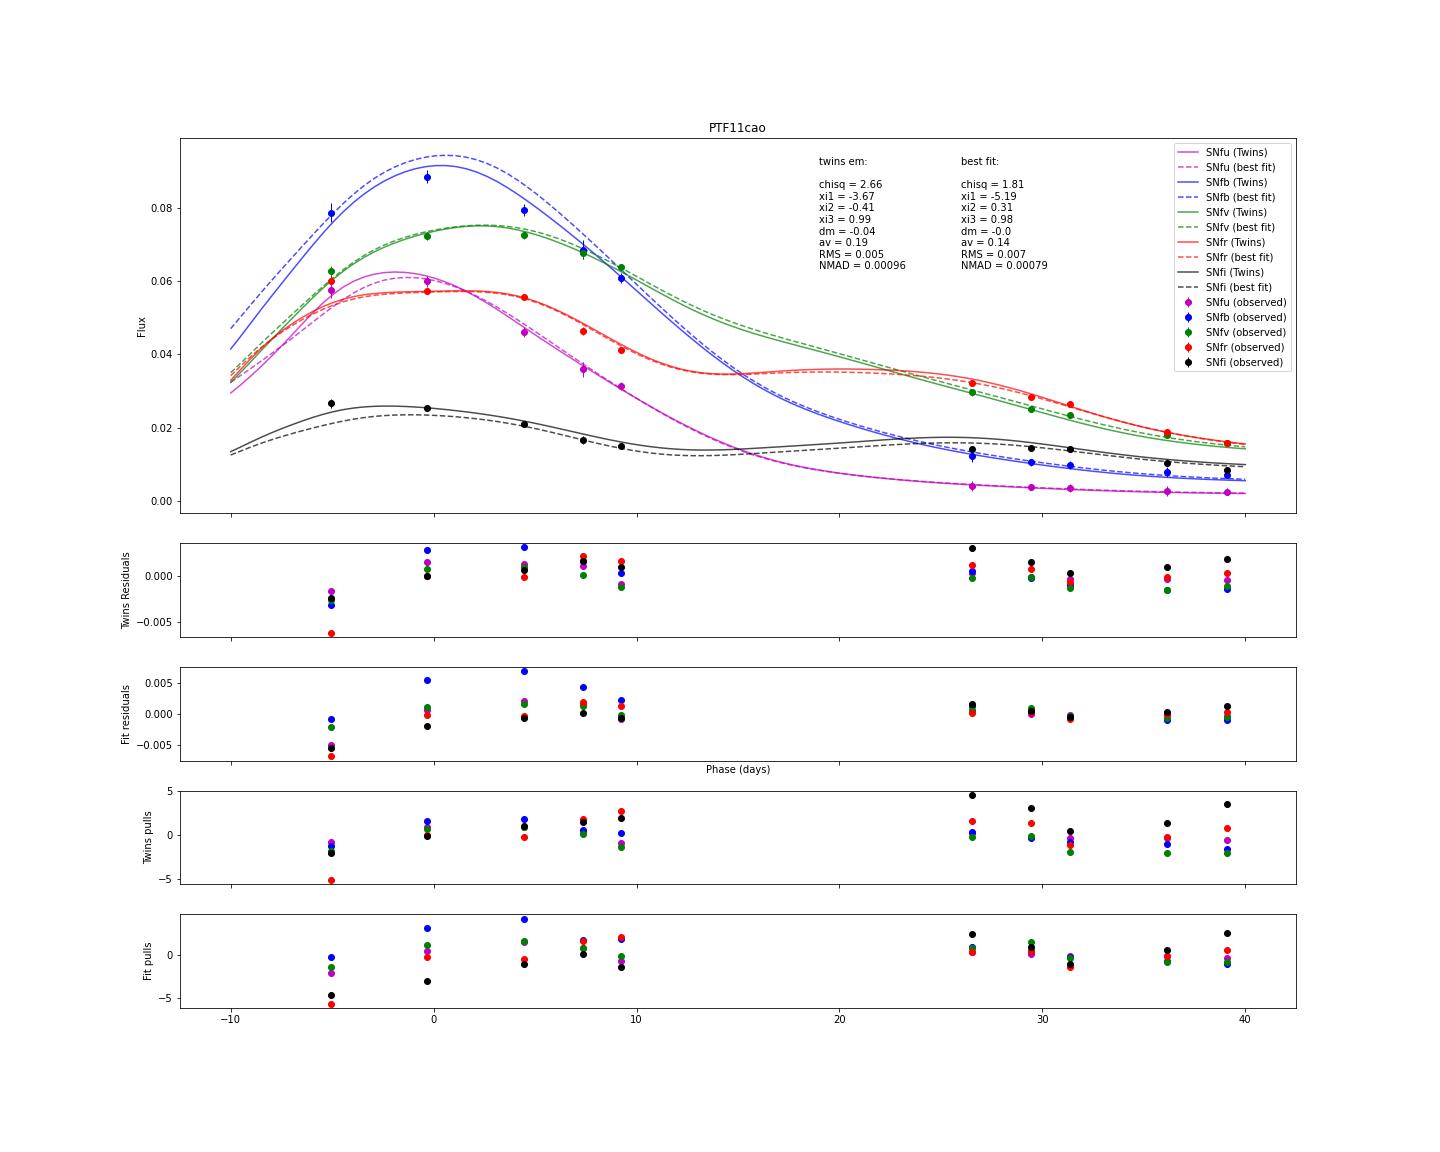 PTF11cao
Flux
0.08
0.06
0.04
0.02
0.00
twins em:
chisq = 2.66
xi1 = -3.67
xi2 = -0.41
xi3 = 0.99
dm = -0.04
av = 0.19
RMS = 0.005
NMAD = 0.00096
best fit:
chisq = 1.81
xi1 = -5.19
xi2 = 0.31
xi3 = 0.98
dm = -0.0
av = 0.14
RMS = 0.007
NMAD = 0.00079
SNfu (Twins)
SNfu (best fit)
SNfb (Twins)
SNfb (best fit)
SNfv (Twins)
SNfv (best fit)
SNfr (Twins)
SNfr (best fit)
SNfi (Twins)
SNfi (best fit)
SNfu (observed)
SNfb (observed)
SNfv (observed)
SNfr (observed)
SNfi (observed)
Twins Residuals
0.000
−0.005
Fit residuals
0.005
0.000
−0.005
Phase (days)
Twins pulls
5
0
−5
Fit pulls
0
−5
−10
0
10
20
30
40